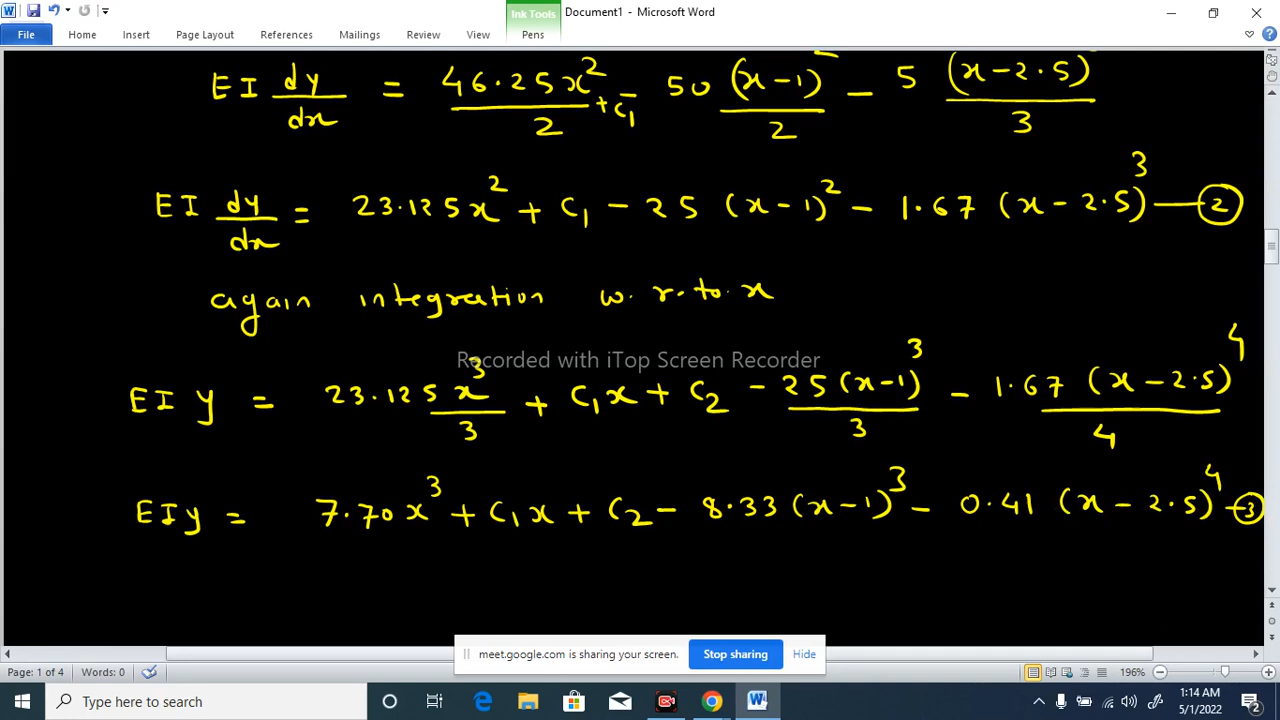 Ink Tools
Document1 - Microsoft Word
File Home Insert Page Layout References Mailings Review View Pens
EI dy/dx = 46.25x²/2 + C₁ - 50 (x-1)²/2 - 5 (x-2.5)/3
EI dy/dx = 23.125x² + C₁ - 25 (x-1)² - 1.67 (x-2.5)³ — ②
again integration w.r.to.x
Recorded with iTop Screen Recorder
EI y = 23.125 x³/3 + C₁x + C₂ - 25(x-1)³/3 - 1.67 (x-2.5)⁴/4
EIy = 7.70x³ + C₁x + C₂ - 8.33(x-1)³ - 0.41 (x-2.5)⁴ - ③
meet.google.com is sharing your screen. Stop sharing Hide
Page: 1 of 4 Words: 0 196%
Type here to search
1:14 AM
5/1/2022
2